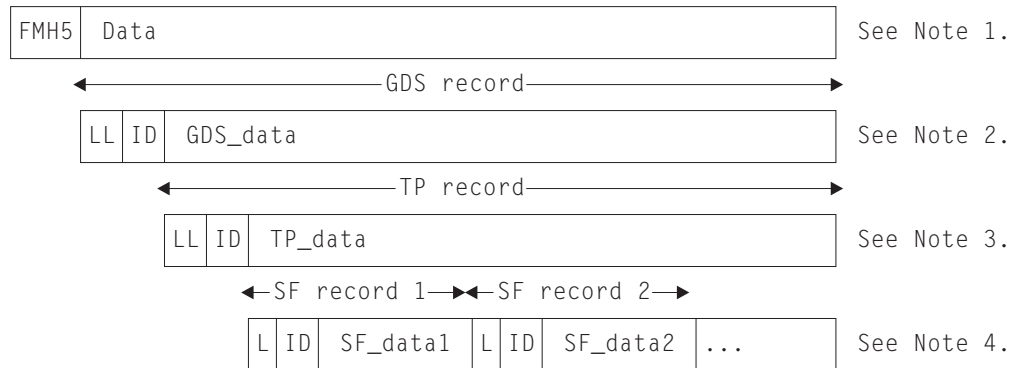 FMH5 Data See Note 1.
GDS record
LL ID GDS_data See Note 2.
TP record
LL ID TP_data See Note 3.
SF record 1 SF record 2
L ID SF_data1 L ID SF_data2 ... See Note 4.